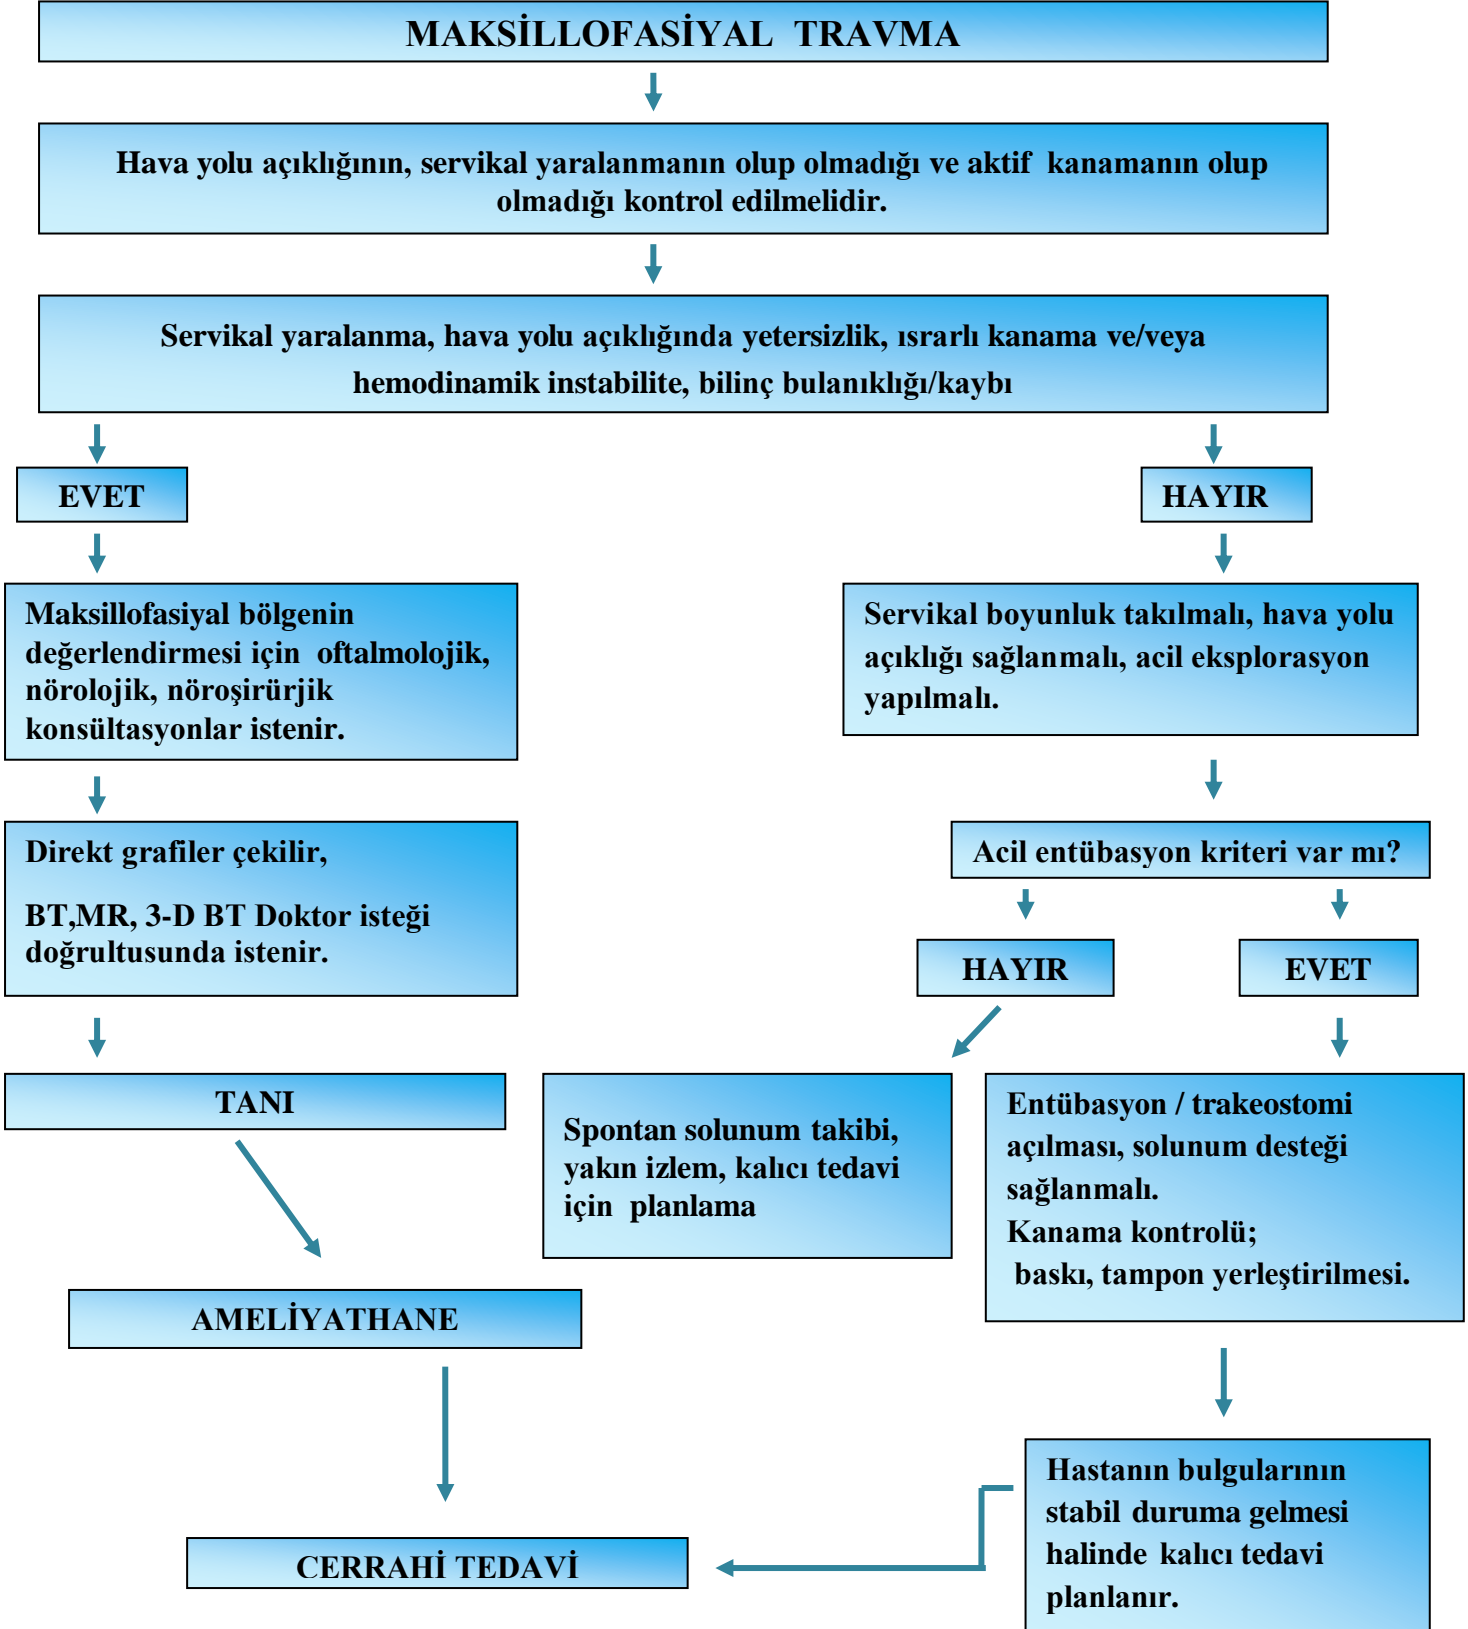 MAKSİLLOFASİYAL TRAVMA
Hava yolu açıklığının, servikal yaralanmanın olup olmadığı ve aktif kanamanın olup
olmadığı kontrol edilmelidir.
Servikal yaralanma, hava yolu açıklığında yetersizlik, ısrarlı kanama ve/veya
hemodinamik instabilite, bilinç bulanıklığı/kaybı
EVET
HAYIR
Maksillofasiyal bölgenin
değerlendirmesi için oftalmolojik,
nörolojik, nöroşirürjik
konsültasyonlar istenir.
Servikal boyunluk takılmalı, hava yolu
açıklığı sağlanmalı, acil eksplorasyon
yapılmalı.
Direkt grafiler çekilir,
BT,MR, 3-D BT Doktor isteği
doğrultusunda istenir.
Acil entübasyon kriteri var mı?
HAYIR
EVET
TANI
Spontan solunum takibi,
yakın izlem, kalıcı tedavi
için planlama
Entübasyon / trakeostomi
açılması, solunum desteği
sağlanmalı.
Kanama kontrolü;
baskı, tampon yerleştirilmesi.
AMELİYATHANE
Hastanın bulgularının
stabil duruma gelmesi
halinde kalıcı tedavi
planlanır.
CERRAHİ TEDAVİ